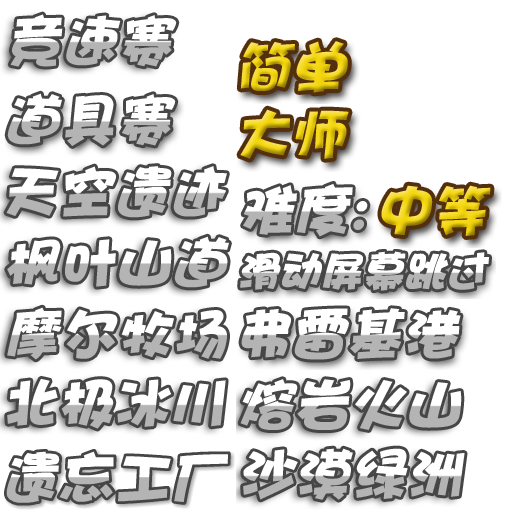 竞速赛
道具赛
天空遗迹
枫叶山道
摩尔牧场
北极冰川
遗忘工厂
简单
大师
难度:中等
滑动屏幕跳过
弗雷基港
熔岩火山
沙漠绿洲